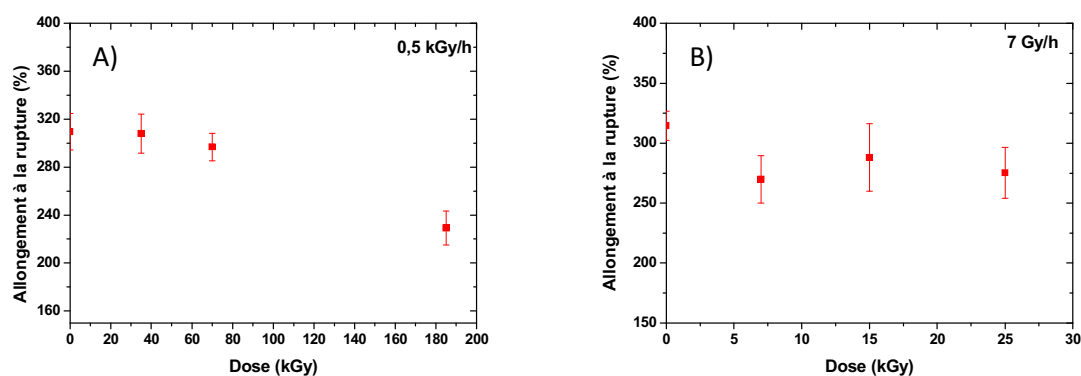 A)
0,5 kGy/h
Allongement à la rupture (%)
400
360
320
280
240
200
160
0 20 40 60 80 100 120 140 160 180 200
Dose (kGy)
B)
7 Gy/h
Allongement à la rupture (%)
400
350
300
250
200
150
0 5 10 15 20 25 30
Dose (kGy)